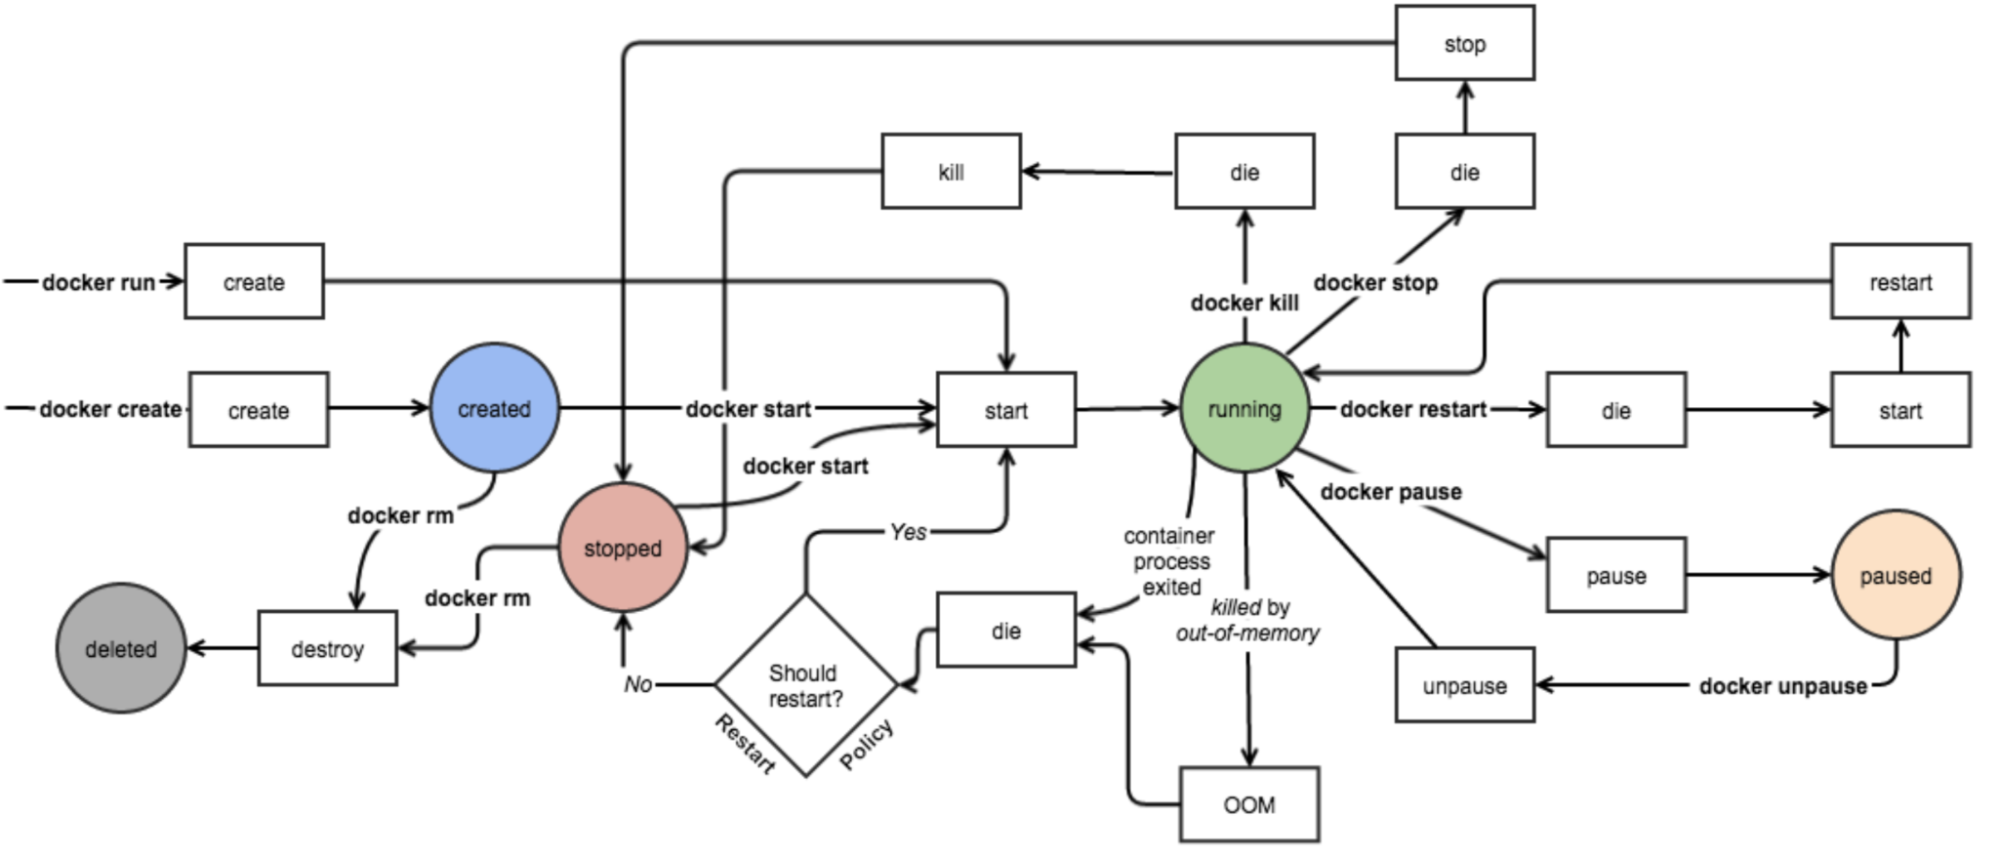 stop
kill
die
die
docker run
create
docker kill
docker stop
restart
docker create
create
created
docker start
start
running
docker restart
die
start
docker start
docker pause
docker rm
stopped
Yes
container
process
exited
pause
paused
docker rm
killed by
out-of-memory
deleted
destroy
die
No
Should
restart?
Restart
Policy
unpause
docker unpause
OOM